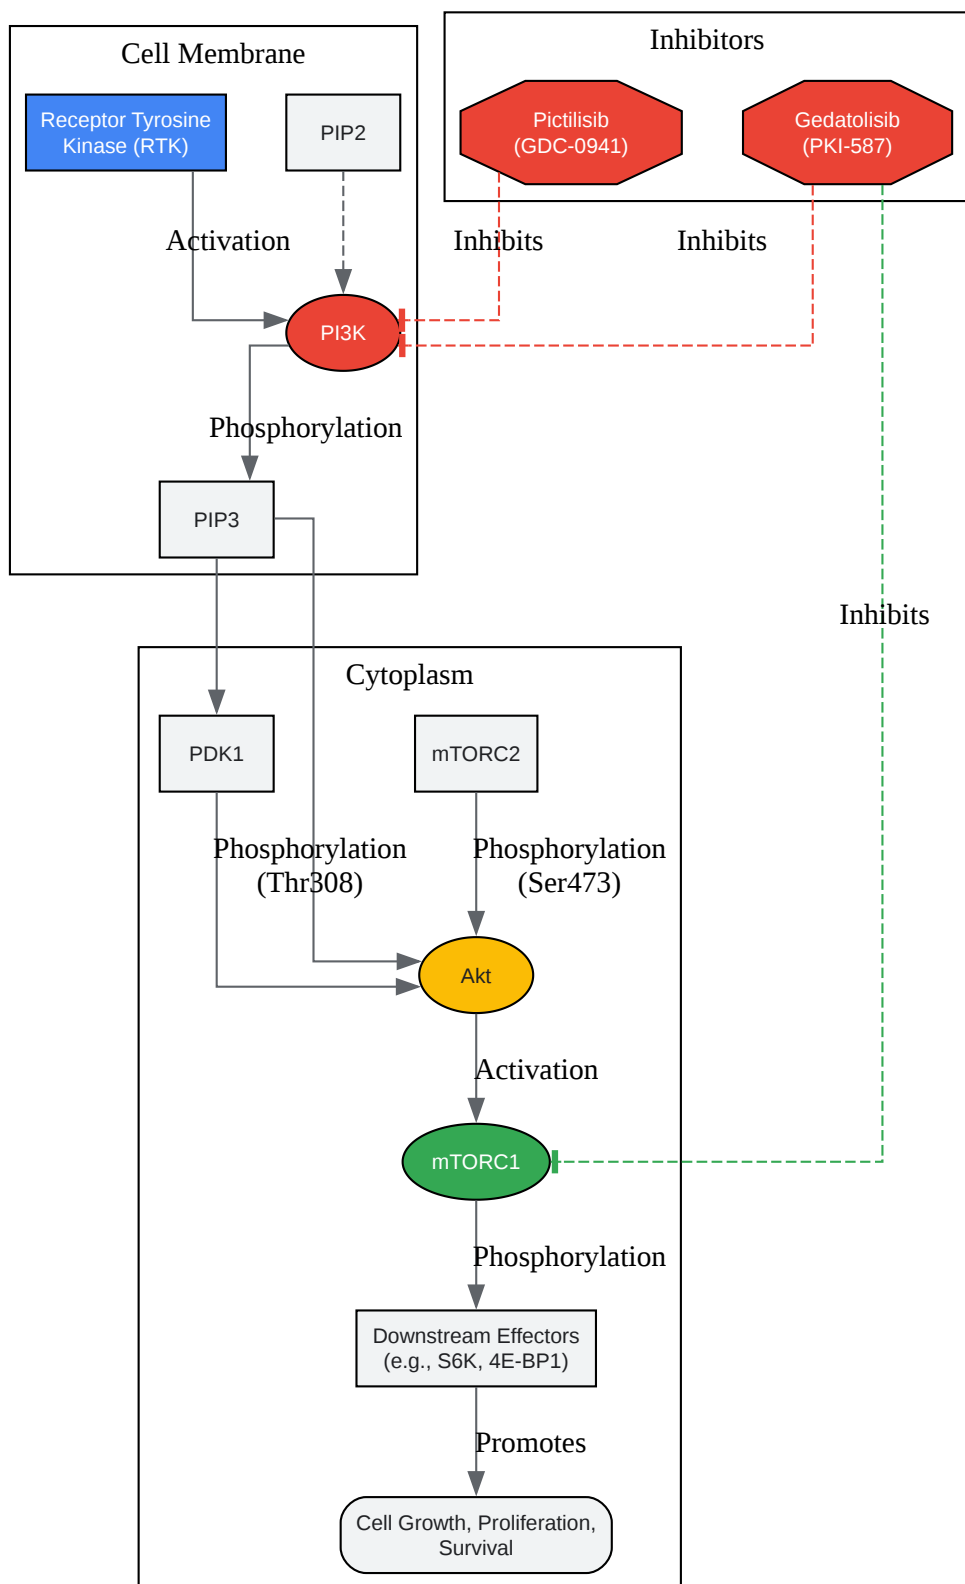 Cell Membrane
Inhibitors
Receptor Tyrosine
Kinase (RTK)
PIP2
Pictilisib
(GDC-0941)
Gedatolisib
(PKI-587)
Activation
Inhibits
Inhibits
PI3K
Phosphorylation
PIP3
Inhibits
Cytoplasm
PDK1
mTORC2
Phosphorylation
(Thr308)
Phosphorylation
(Ser473)
Akt
Activation
mTORC1
Phosphorylation
Downstream Effectors
(e.g., S6K, 4E-BP1)
Promotes
Cell Growth, Proliferation,
Survival